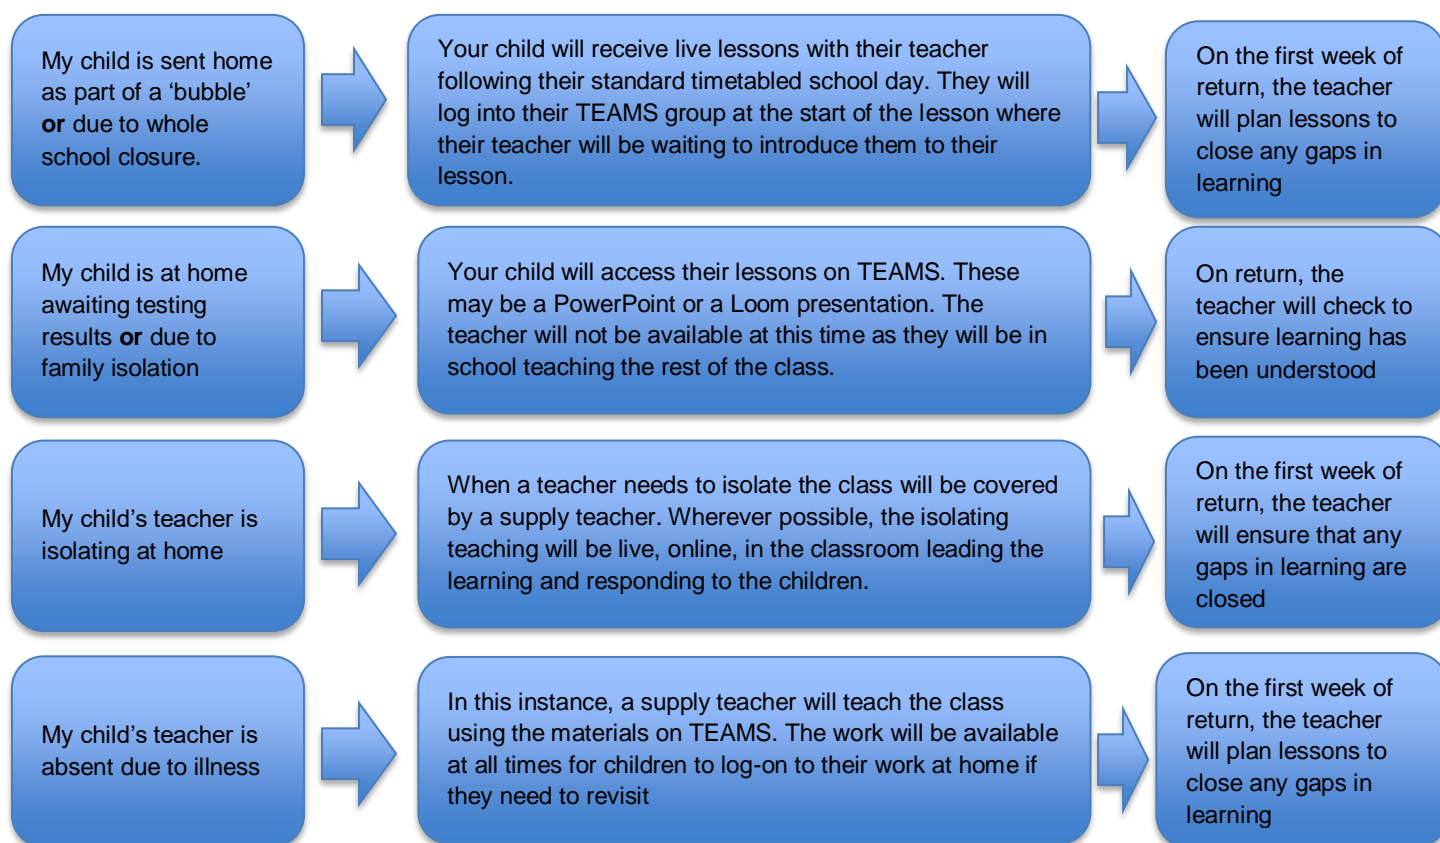 My child is sent home
as part of a ‘bubble’
or due to whole
school closure.
Your child will receive live lessons with their teacher
following their standard timetabled school day. They will
log into their TEAMS group at the start of the lesson where
their teacher will be waiting to introduce them to their
lesson.
On the first week of
return, the teacher
will plan lessons to
close any gaps in
learning
My child is at home
awaiting testing
results or due to
family isolation
Your child will access their lessons on TEAMS. These
may be a PowerPoint or a Loom presentation. The
teacher will not be available at this time as they will be in
school teaching the rest of the class.
On return, the
teacher will check to
ensure learning has
been understood
My child’s teacher is
isolating at home
When a teacher needs to isolate the class will be covered
by a supply teacher. Wherever possible, the isolating
teaching will be live, online, in the classroom leading the
learning and responding to the children.
On the first week of
return, the teacher
will ensure that any
gaps in learning are
closed
My child’s teacher is
absent due to illness
In this instance, a supply teacher will teach the class
using the materials on TEAMS. The work will be available
at all times for children to log-on to their work at home if
they need to revisit
On the first week of
return, the teacher
will plan lessons to
close any gaps in
learning